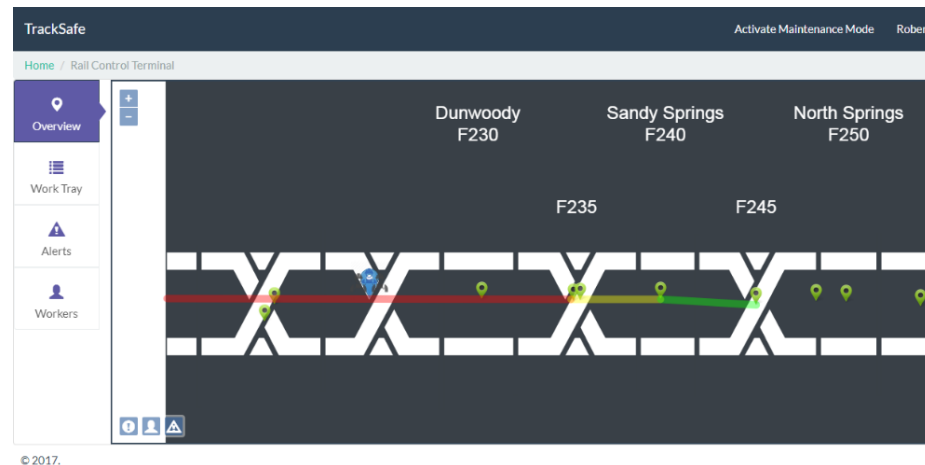 TrackSafe
Activate Maintenance Mode
Home / Rail Control Terminal
Overview
Work Tray
Alerts
Workers
+
-
Dunwoody
F230
Sandy Springs
F240
North Springs
F250
F235
F245
© 2017.